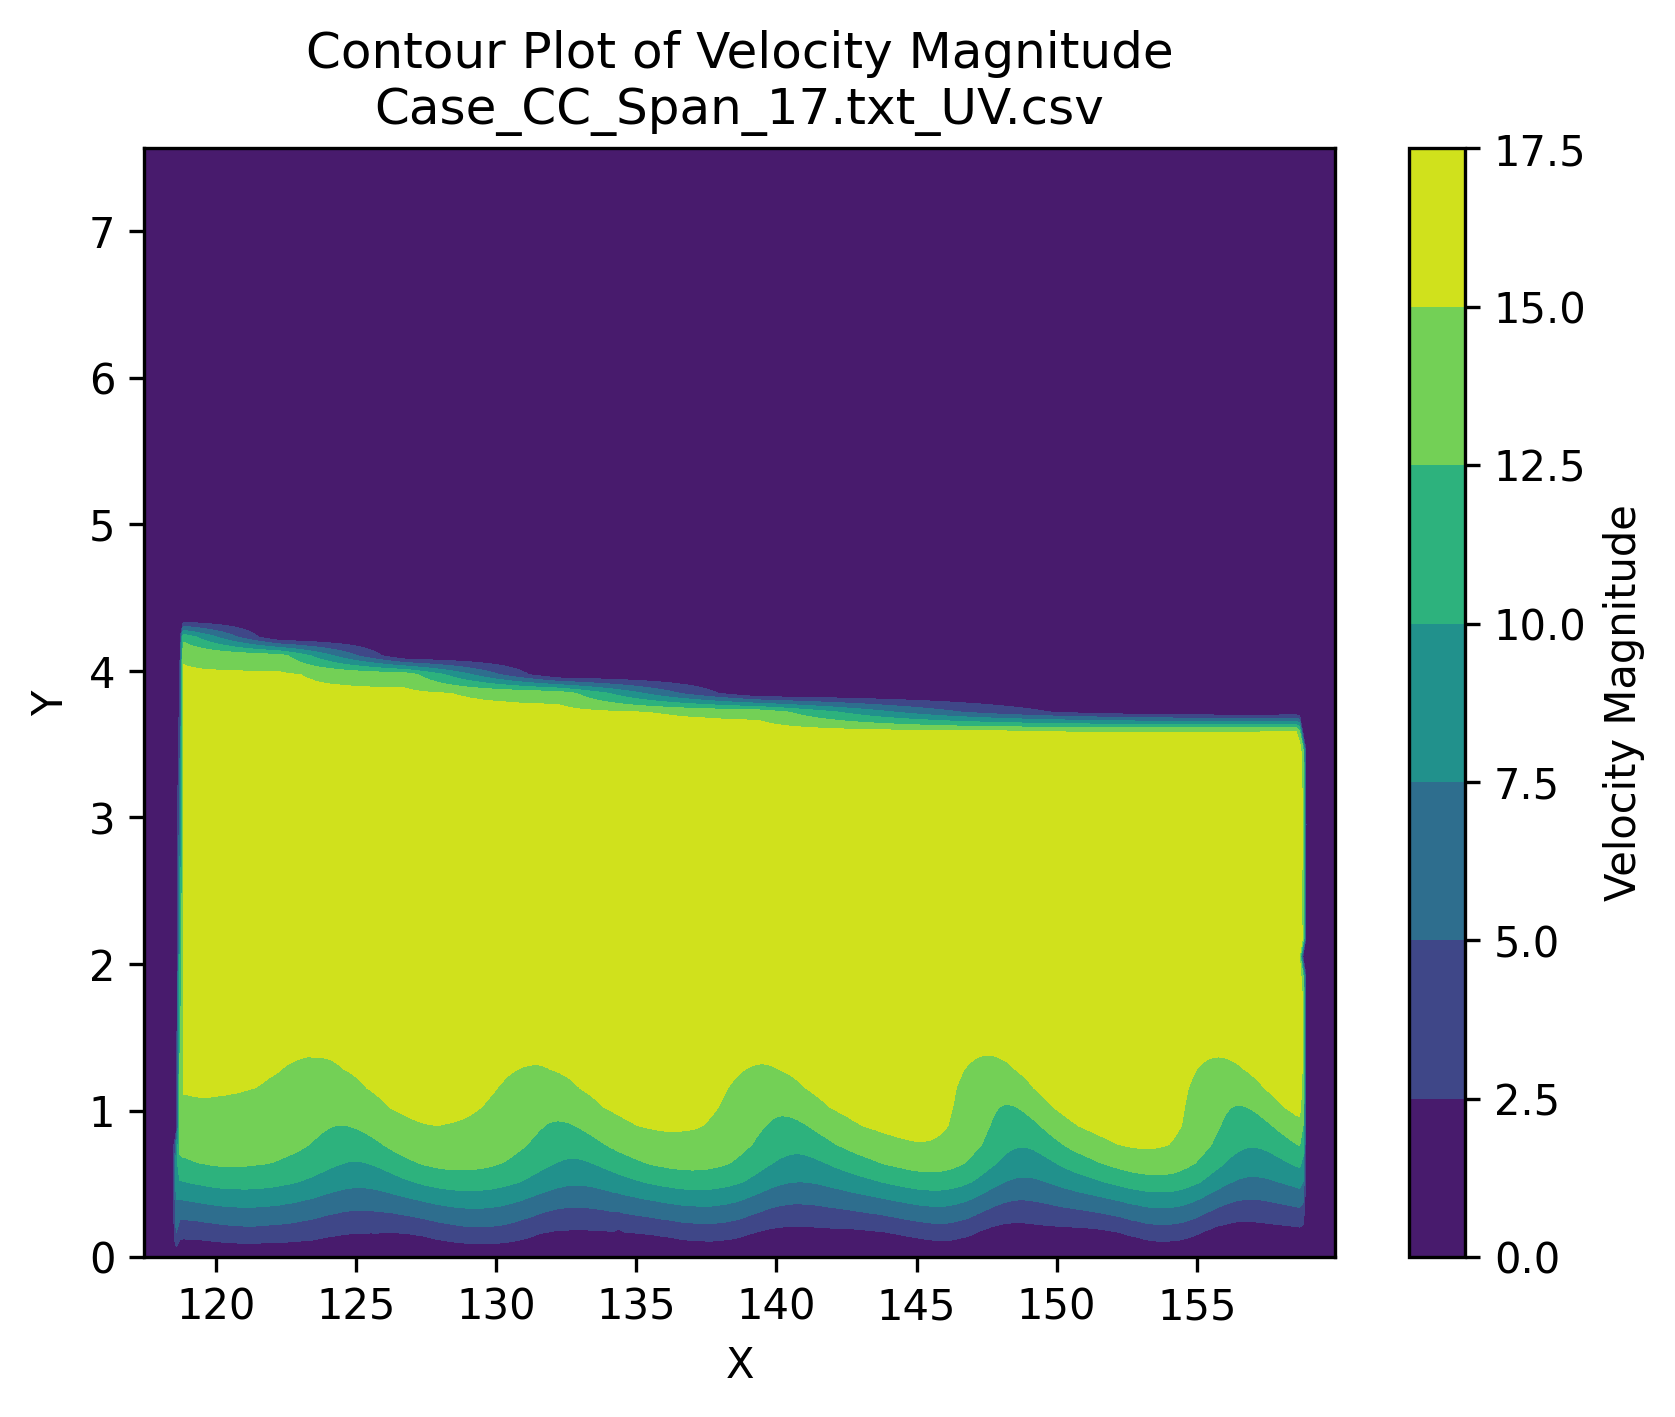 Contour Plot of Velocity Magnitude
Case_CC_Span_17.txt_UV.csv
7
6
5
4
3
2
1
0
Y
120 125 130 135 140 145 150 155
X
17.5
15.0
12.5
10.0
7.5
5.0
2.5
0.0
Velocity Magnitude